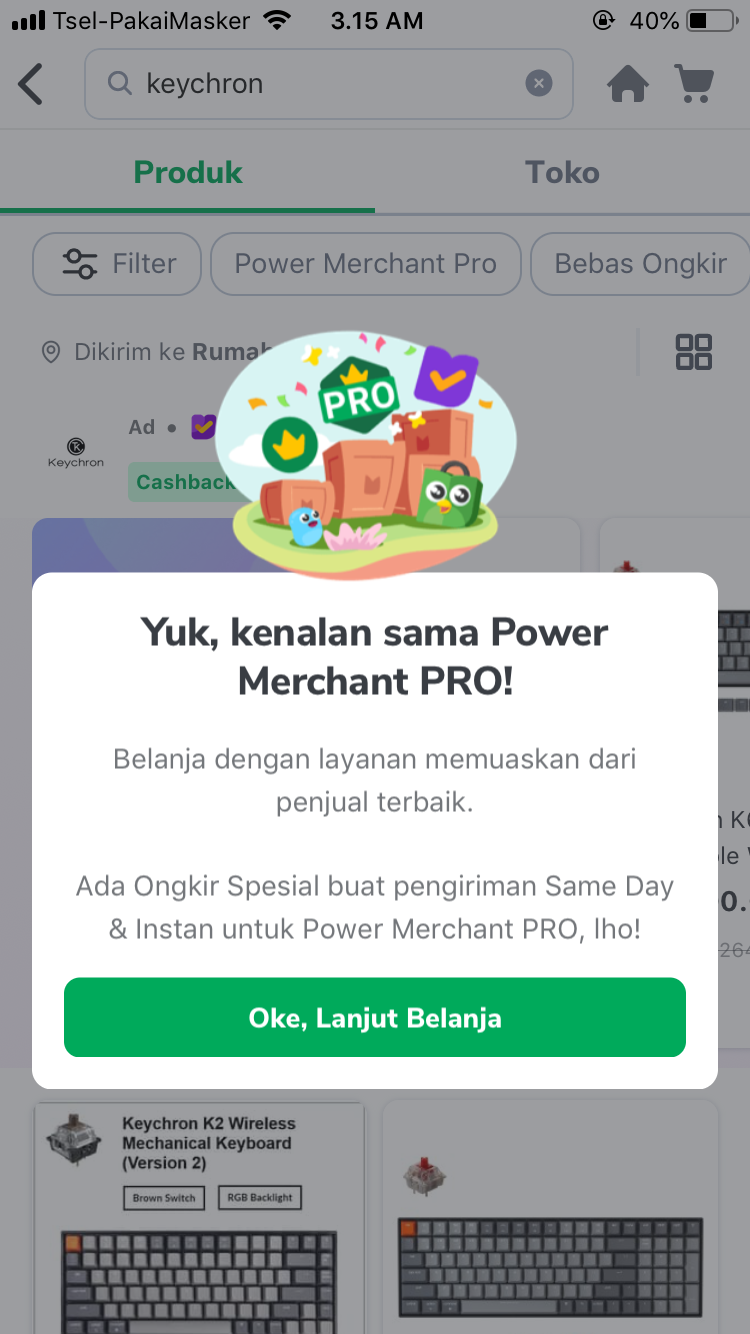 Tsel-PakaiMasker 3.15 AM 40%
keychron
Produk Toko
Filter Power Merchant Pro Bebas Ongkir
Dikirim ke Rumah
PRO
Ad •
Keychron
Cashback
Yuk, kenalan sama Power
Merchant PRO!
Belanja dengan layanan memuaskan dari
penjual terbaik.
Ada Ongkir Spesial buat pengiriman Same Day
& Instan untuk Power Merchant PRO, lho!
Oke, Lanjut Belanja
Keychron K2 Wireless
Mechanical Keyboard
(Version 2)
Brown Switch RGB Backlight